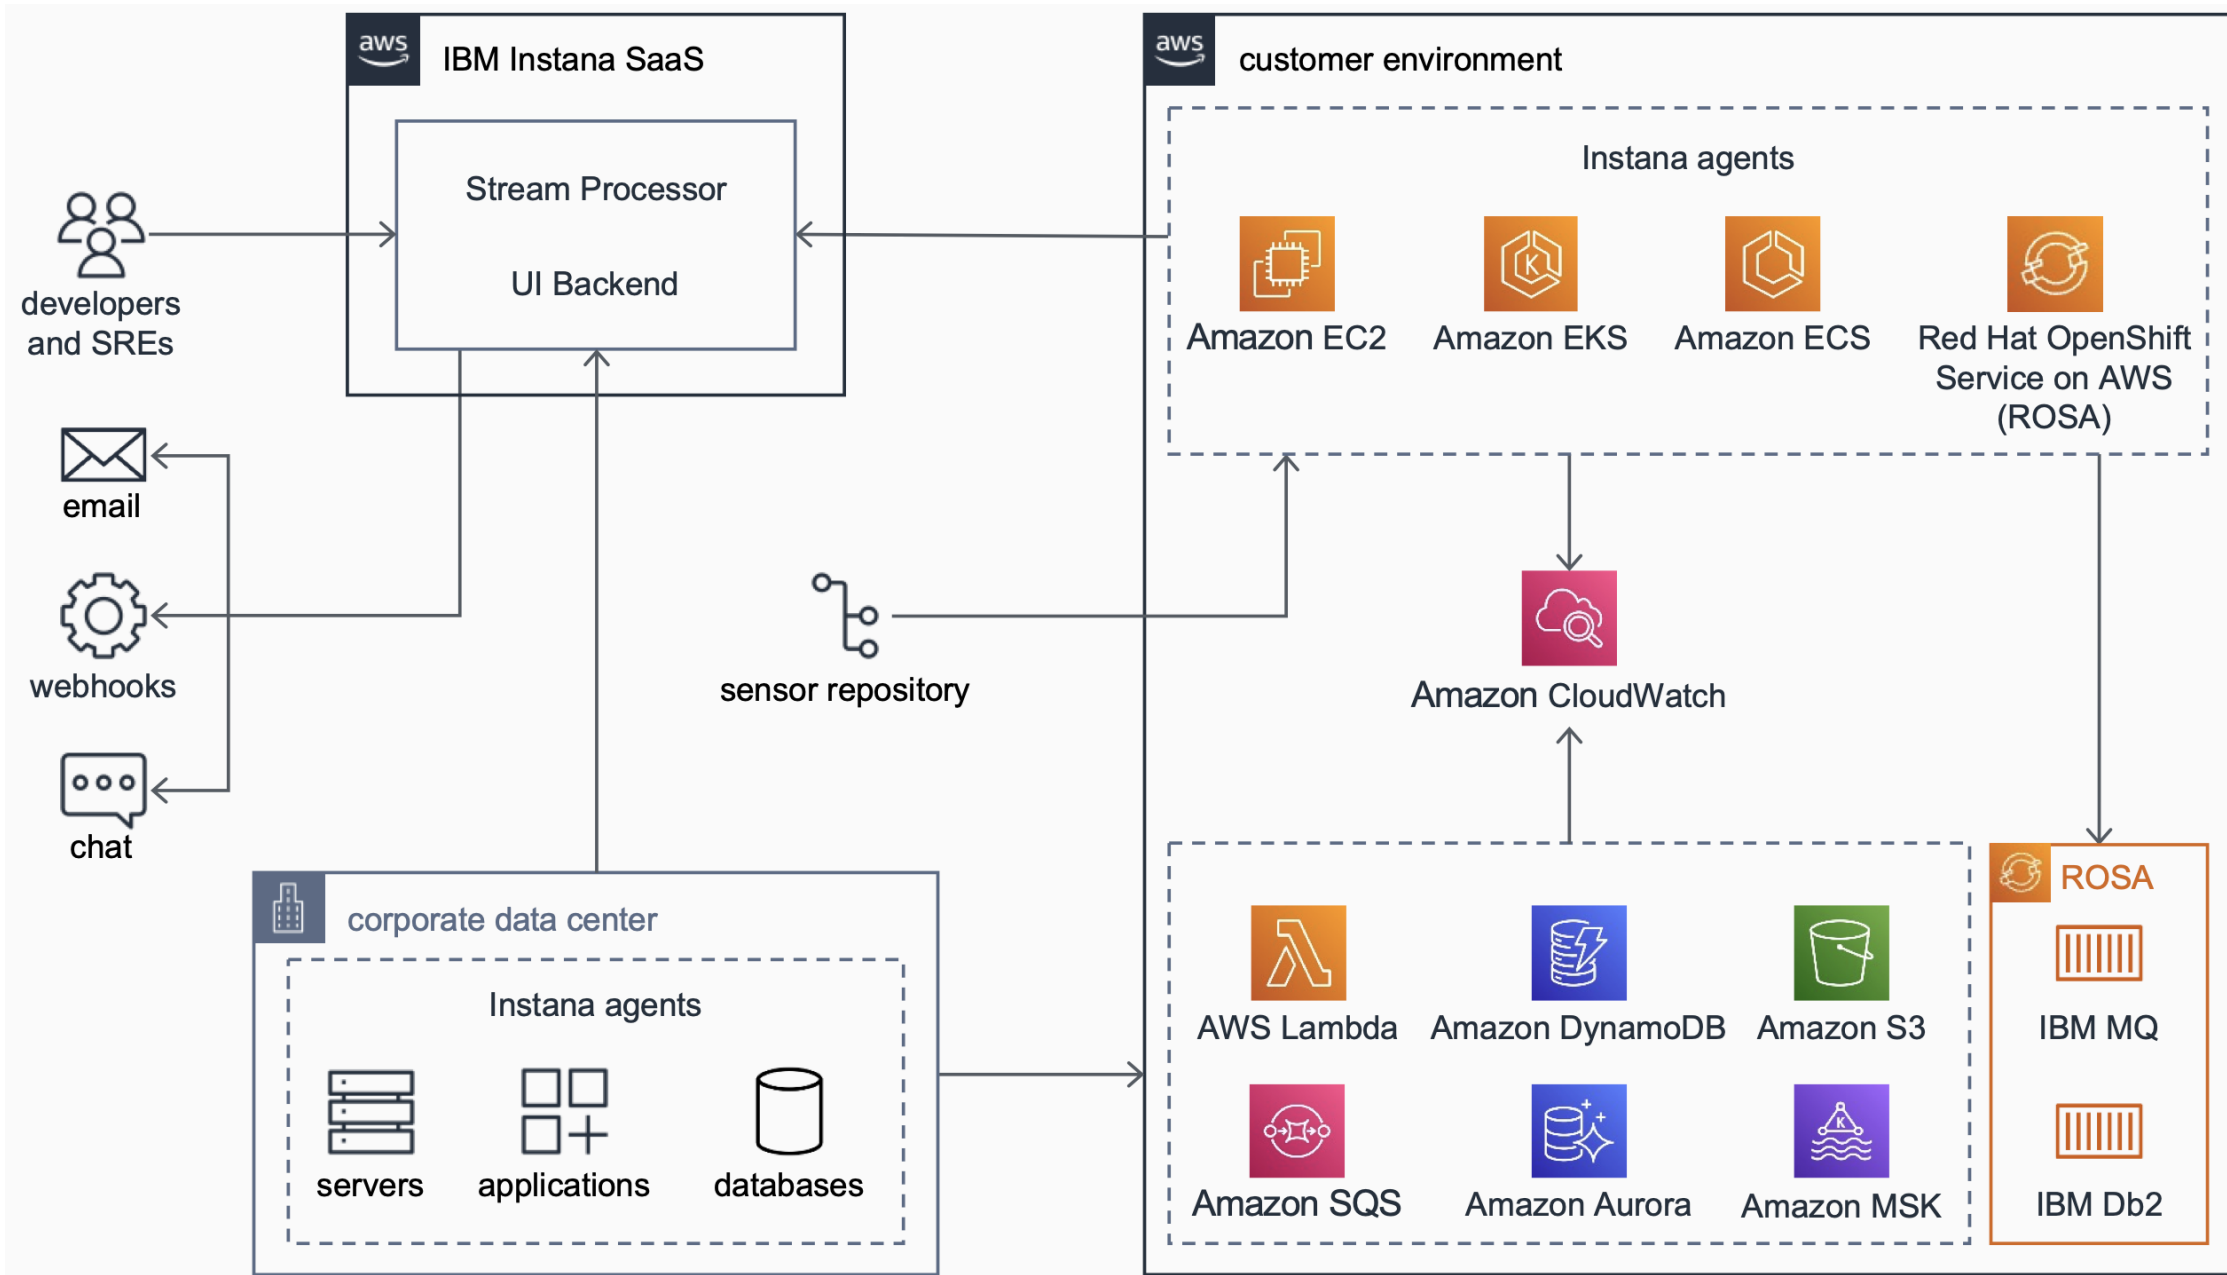 aws
IBM Instana SaaS
Stream Processor
UI Backend
developers
and SREs
email
webhooks
chat
sensor repository
corporate data center
Instana agents
servers
applications
databases
aws
customer environment
Instana agents
Amazon EC2
Amazon EKS
Amazon ECS
Red Hat OpenShift
Service on AWS
(ROSA)
K
Amazon CloudWatch
AWS Lambda
Amazon DynamoDB
Amazon S3
Amazon SQS
Amazon Aurora
K
Amazon MSK
ROSA
IBM MQ
IBM Db2